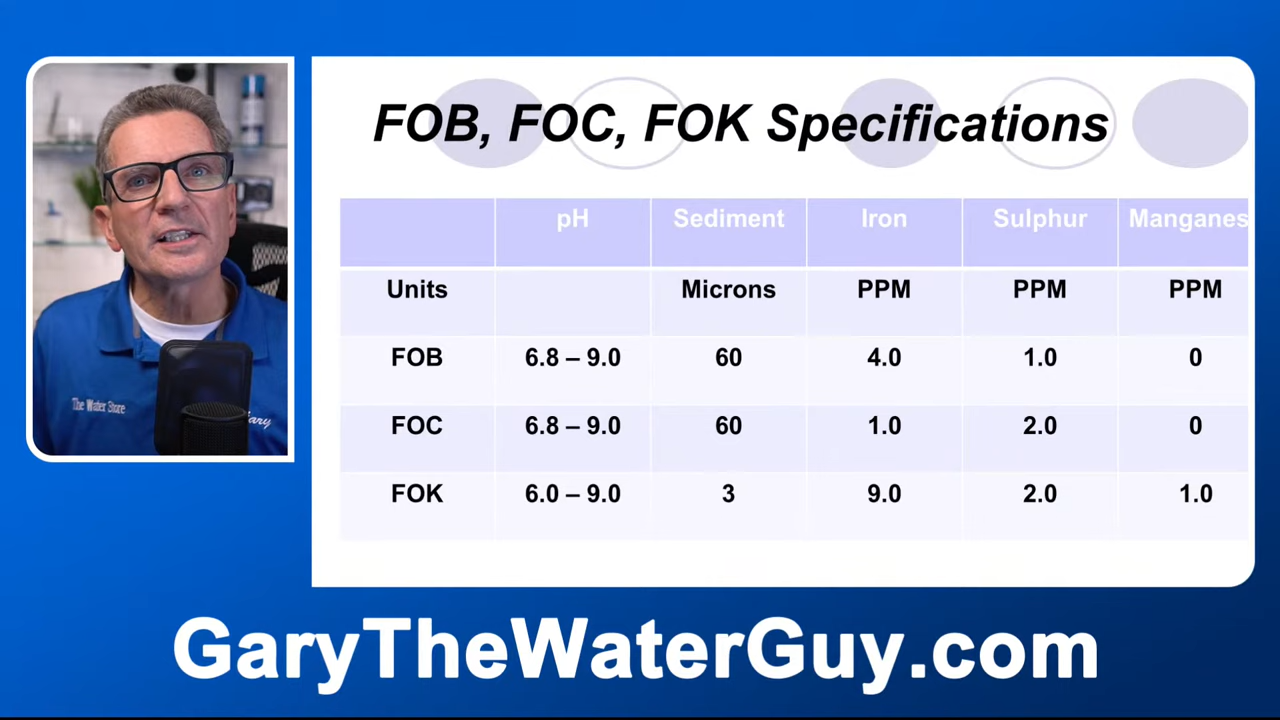 FOB, FOC, FOK Specifications
pH Sediment Iron Sulphur Manganes
Units Microns PPM PPM PPM
FOB 6.8 – 9.0 60 4.0 1.0 0
FOC 6.8 – 9.0 60 1.0 2.0 0
FOK 6.0 – 9.0 3 9.0 2.0 1.0
The Water Store
Gary
GaryTheWaterGuy.com